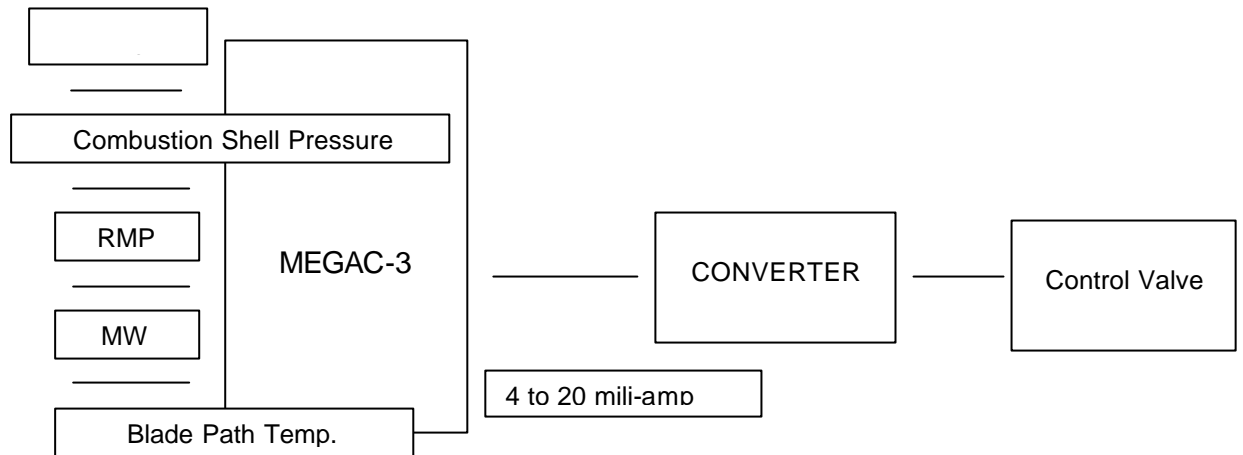 Combustion Shell Pressure
RMP
MEGAC-3
CONVERTER
Control Valve
MW
4 to 20 mili-amp
Blade Path Temp.